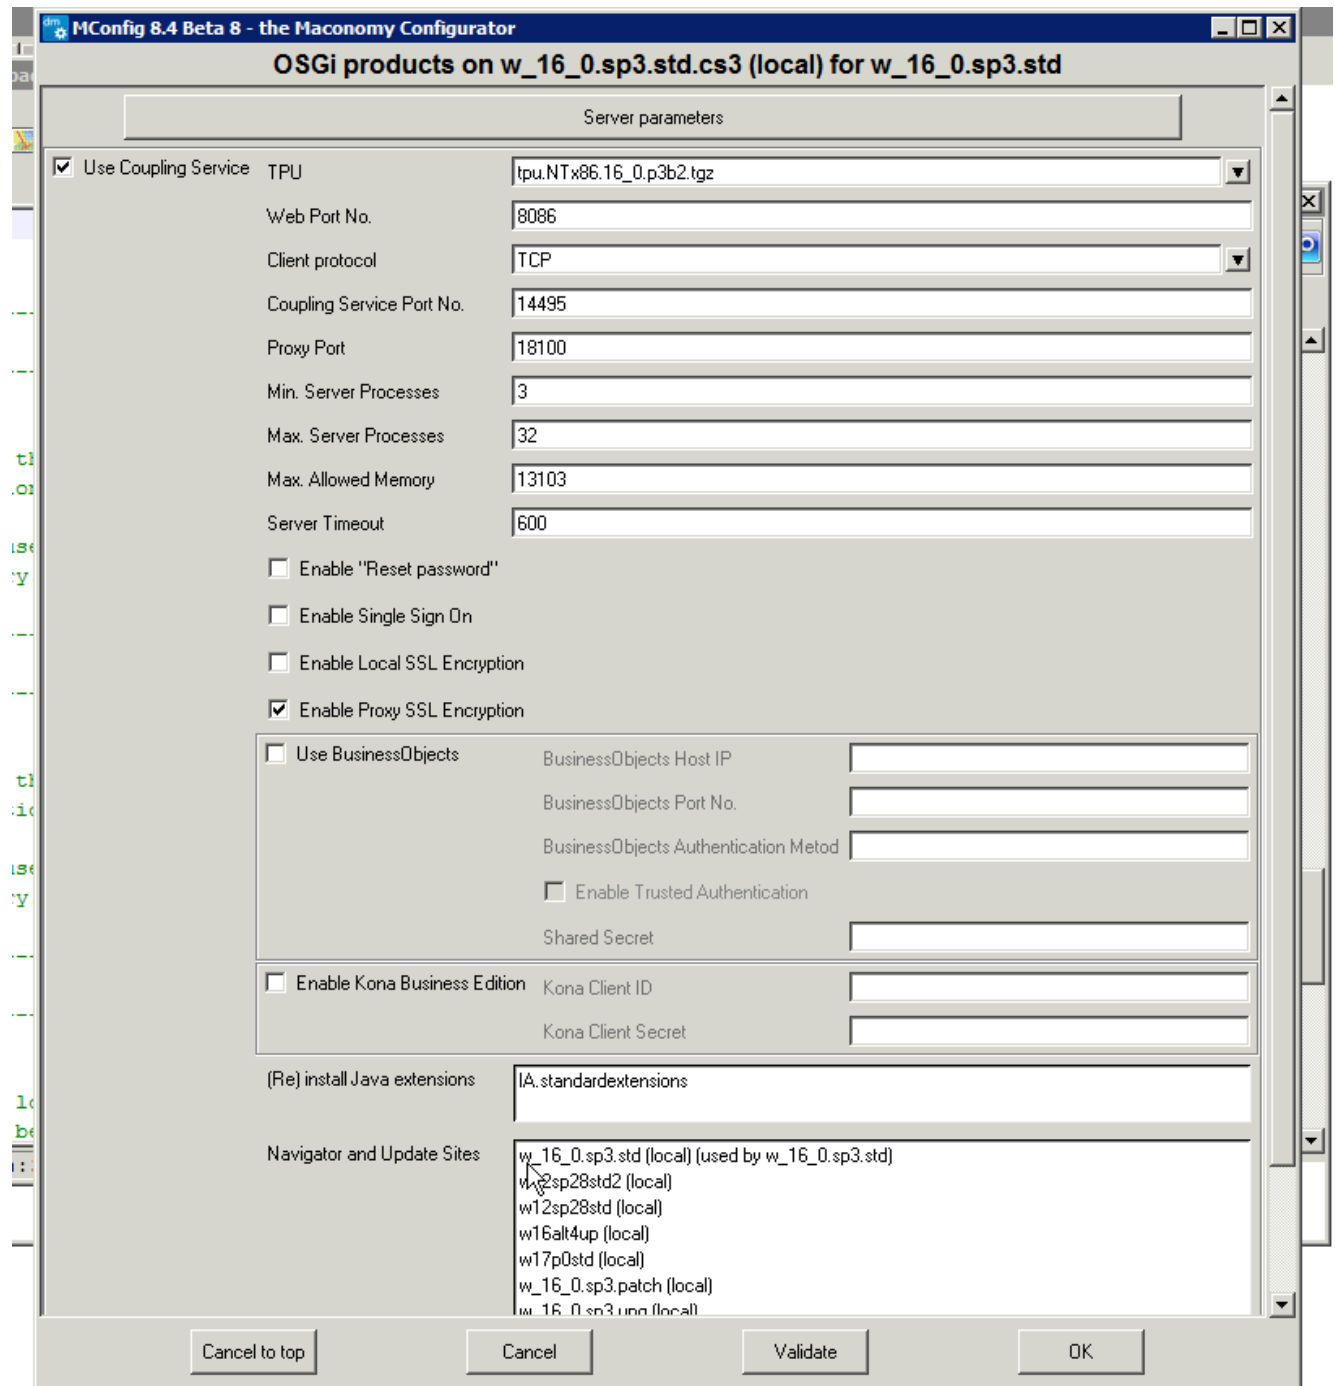 MConfig 8.4 Beta 8 - the Maconomy Configurator
OSGi products on w_16_0.sp3.std.cs3 (local) for w_16_0.sp3.std
Server parameters
Use Coupling Service
TPU tpu.NTx86.16_0.p3b2.tgz
Web Port No. 8086
Client protocol TCP
Coupling Service Port No. 14495
Proxy Port 18100
Min. Server Processes 3
Max. Server Processes 32
Max. Allowed Memory 13103
Server Timeout 600
Enable "Reset password"
Enable Single Sign On
Enable Local SSL Encryption
Enable Proxy SSL Encryption
Use BusinessObjects
BusinessObjects Host IP
BusinessObjects Port No.
BusinessObjects Authentication Metod
Enable Trusted Authentication
Shared Secret
Enable Kona Business Edition
Kona Client ID
Kona Client Secret
(Re) install Java extensions IA.standardextensions
Navigator and Update Sites
w_16_0.sp3.std (local) (used by w_16_0.sp3.std)
2sp28std2 (local)
w12sp28std (local)
w16alt4up (local)
w17p0std (local)
w_16_0.sp3.patch (local)
w_16_0.sp3.upg (local)
Cancel to top Cancel Validate OK